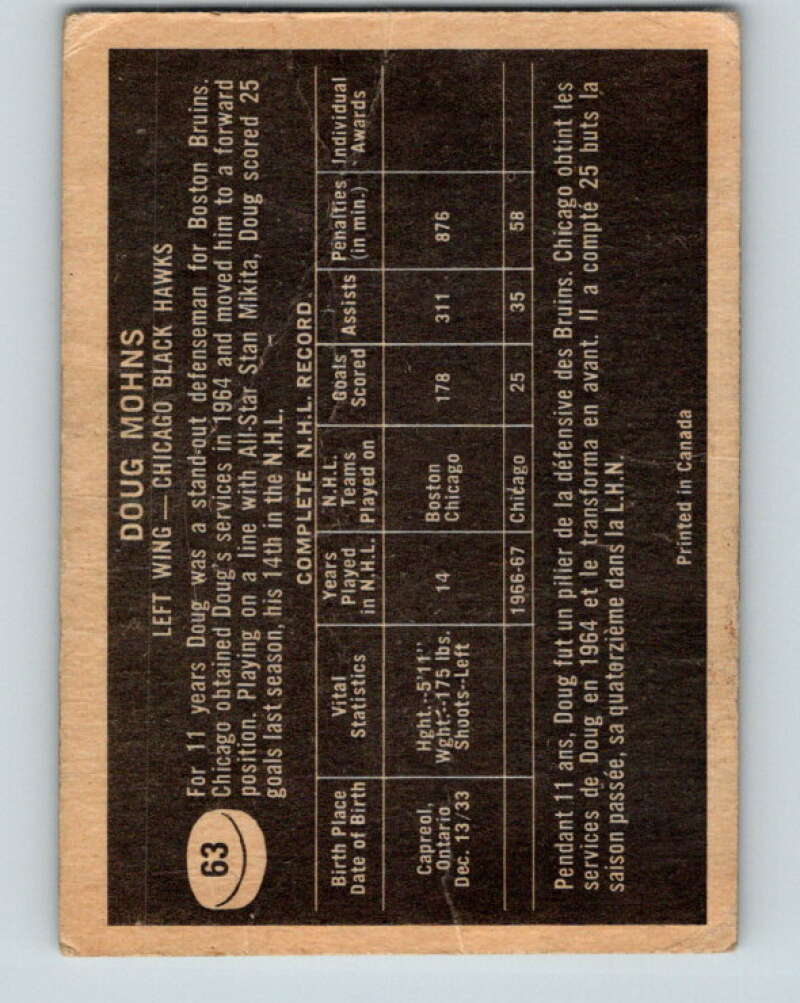 DOUG MOHNS
LEFT WING — CHICAGO BLACK HAWKS
63
For 11 years Doug was a stand-out defenseman for Boston Bruins.
Chicago obtained Doug's services in 1964 and moved him to a forward
position. Playing on a line with All-Star Stan Mikita, Doug scored 25
goals last season, his 14th in the N.H.L.
COMPLETE N.H.L. RECORD
Birth Place
Date of Birth
Vital
Statistics
Years
Played
in N.H.L.
N.H.L.
Teams
Played on
Goals
Scored
Assists
Penalties
(in min.)
Individual
Awards
Capreol,
Ontario
Dec. 13/33
Hght.-5'11"
Wght.-175 lbs.
Shoots-Left
14
Boston
Chicago
178
311
876
1966-67
Chicago
25
35
58
Pendant 11 ans, Doug fut un pilier de la défensive des Bruins. Chicago obtint les
services de Doug en 1964 et le transforma en avant. Il a compté 25 buts la
saison passée, sa quatorzième dans la L.H.N.
Printed in Canada